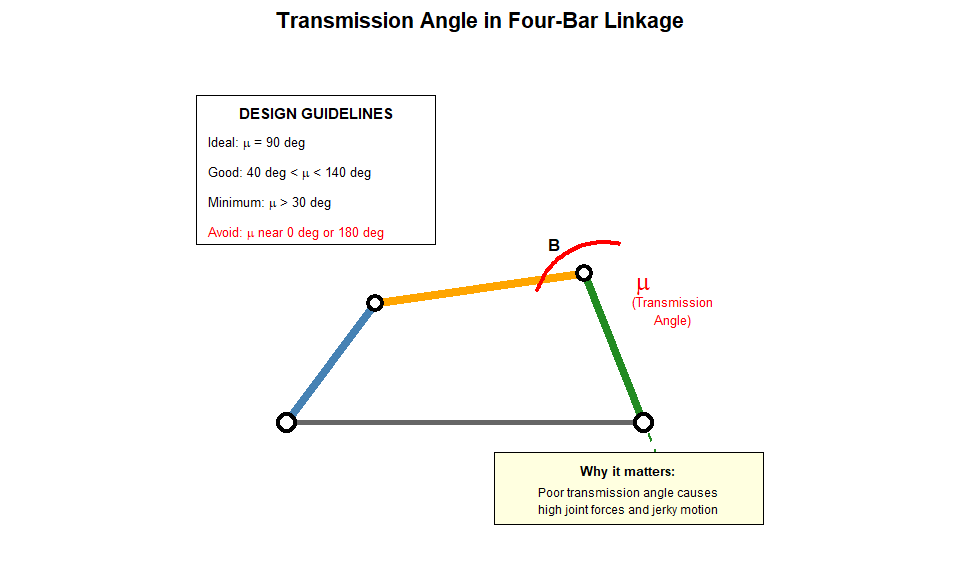 Transmission Angle in Four-Bar Linkage
DESIGN GUIDELINES
Ideal: μ = 90 deg
Good: 40 deg < μ < 140 deg
Minimum: μ > 30 deg
Avoid: μ near 0 deg or 180 deg
B
μ
(Transmission
Angle)
Why it matters:
Poor transmission angle causes
high joint forces and jerky motion